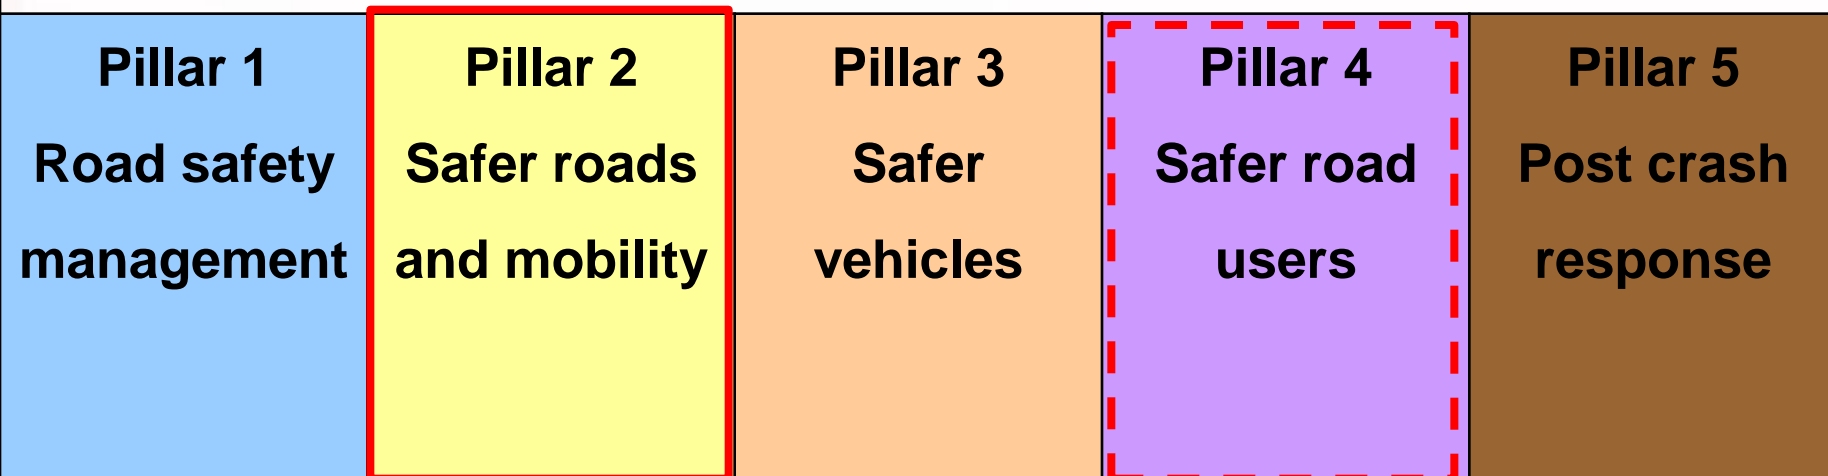 Pillar 1
Road safety
management
Pillar 2
Safer roads
and mobility
Pillar 3
Safer
vehicles
Pillar 4
Safer road
users
Pillar 5
Post crash
response